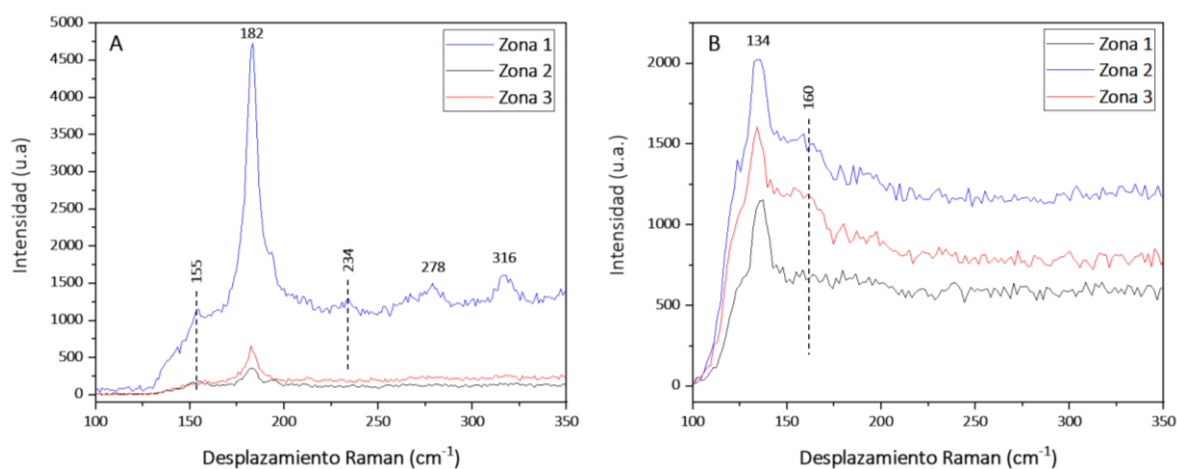 A
182
155
234
278
316
Zona 1
Zona 2
Zona 3
5000
4500
4000
3500
3000
2500
2000
1500
1000
500
0
100
150
200
250
300
350
Intensidad (u.a)
Desplazamiento Raman (cm⁻¹)
B
134
160
Zona 1
Zona 2
Zona 3
2000
1500
1000
500
0
100
150
200
250
300
350
Intensidad (u.a.)
Desplazamiento Raman (cm⁻¹)